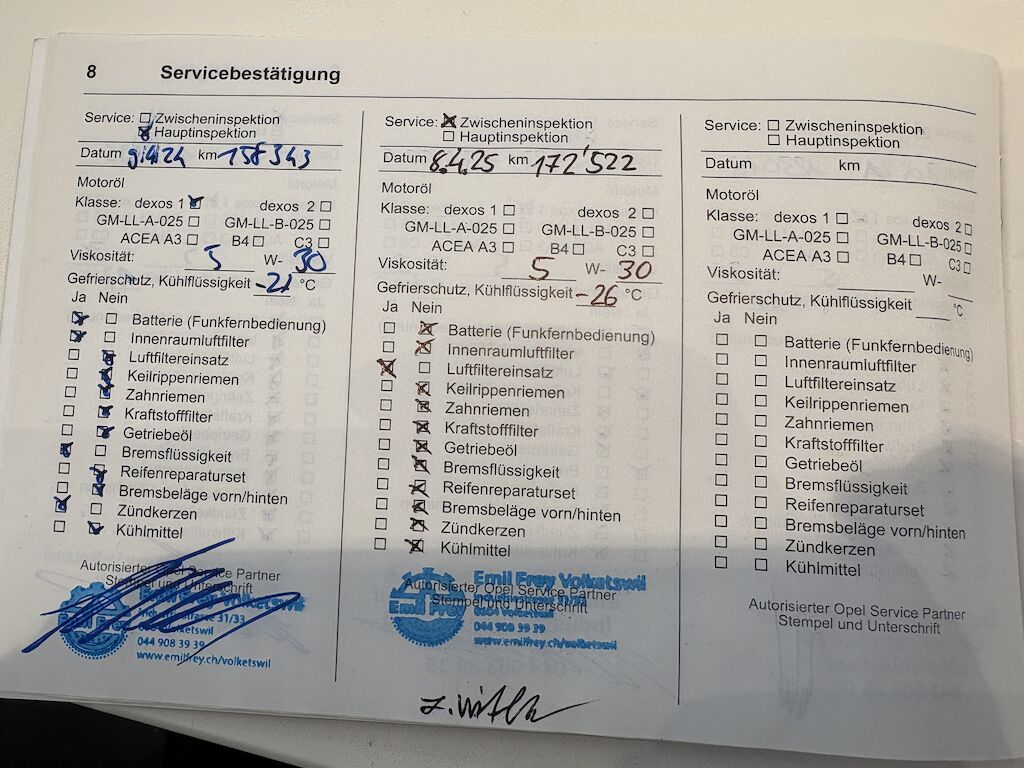 8 Servicebestätigung
Service: ☐ Zwischeninspektion
☒ Hauptinspektion
Datum 9.4.24 km 158343
Motoröl
Klasse: dexos 1 ☒ dexos 2 ☐
GM-LL-A-025 ☐ GM-LL-B-025 ☐
ACEA A3 ☐ B4 ☐ C3 ☐
Viskosität: 5 W- 30
Gefrierschutz, Kühlflüssigkeit -21 °C
Ja Nein
☒ ☐ Batterie (Funkfernbedienung)
☒ ☐ Innenraumluftfilter
☐ ☒ Luftfiltereinsatz
☐ ☒ Keilrippenriemen
☐ ☒ Zahnriemen
☐ ☒ Kraftstofffilter
☐ ☒ Getriebeöl
☒ ☐ Bremsflüssigkeit
☐ ☒ Reifenreparaturset
☐ ☒ Bremsbeläge vorn/hinten
☒ ☐ Zündkerzen
☐ ☒ Kühlmittel
Autorisierter Opel Service Partner
Stempel und Unterschrift
31/33
044 908 39 39
www.emilfrey.ch/volketswil
Service: ☒ Zwischeninspektion
☐ Hauptinspektion
Datum 8.4.25 km 172'522
Motoröl
Klasse: dexos 1 ☐ dexos 2 ☐
GM-LL-A-025 ☐ GM-LL-B-025 ☐
ACEA A3 ☐ B4 ☐ C3 ☐
Viskosität: 5 W- 30
Gefrierschutz, Kühlflüssigkeit -26 °C
Ja Nein
☐ ☒ Batterie (Funkfernbedienung)
☐ ☒ Innenraumluftfilter
☒ ☐ Luftfiltereinsatz
☐ ☒ Keilrippenriemen
☐ ☒ Zahnriemen
☐ ☒ Kraftstofffilter
☐ ☒ Getriebeöl
☐ ☒ Bremsflüssigkeit
☐ ☒ Reifenreparaturset
☐ ☒ Bremsbeläge vorn/hinten
☐ ☒ Zündkerzen
☐ ☒ Kühlmittel
Emil Frey Volketswil
Autorisierter Opel Service Partner
Stempel und Unterschrift
Emil Frey
31/33
8604 Volketswil
044 908 39 39
www.emilfrey.ch/volketswil
Service: ☐ Zwischeninspektion
☐ Hauptinspektion
Datum km
Motoröl
Klasse: dexos 1 ☐ dexos 2 ☐
GM-LL-A-025 ☐ GM-LL-B-025 ☐
ACEA A3 ☐ B4 ☐ C3 ☐
Viskosität: W-
Gefrierschutz, Kühlflüssigkeit °C
Ja Nein
☐ ☐ Batterie (Funkfernbedienung)
☐ ☐ Innenraumluftfilter
☐ ☐ Luftfiltereinsatz
☐ ☐ Keilrippenriemen
☐ ☐ Zahnriemen
☐ ☐ Kraftstofffilter
☐ ☐ Getriebeöl
☐ ☐ Bremsflüssigkeit
☐ ☐ Reifenreparaturset
☐ ☐ Bremsbeläge vorn/hinten
☐ ☐ Zündkerzen
☐ ☐ Kühlmittel
Autorisierter Opel Service Partner
Stempel und Unterschrift